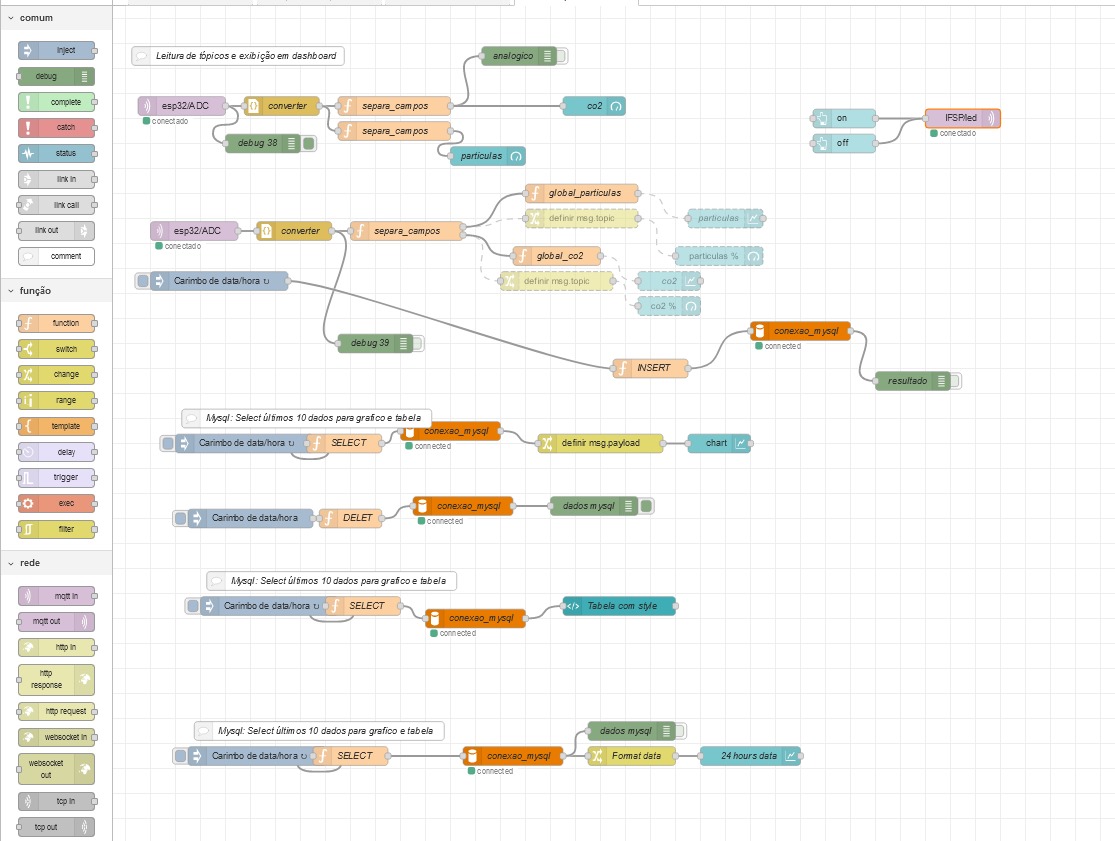 comum
inject
debug
complete
catch
status
link in
link call
link out
comment
função
function
switch
change
range
template
delay
trigger
exec
filter
rede
mqtt in
mqtt out
http in
http
response
http request
websocket in
websocket
out
tcp in
tcp out
Leitura de tópicos e exibição em dashboard
analogico
esp32/ADC
conectado
converter
separa_campos
co2
separa_campos
debug 38
particulas
on
off
IFSP/led
conectado
global_particulas
definir msg.topic
particulas
esp32/ADC
conectado
converter
separa_campos
global_co2
particulas %
Carimbo de data/hora ↻
definir msg.topic
co2
co2 %
debug 39
INSERT
conexao_mysql
connected
resultado
Mysql: Select últimos 10 dados para grafico e tabela
Carimbo de data/hora ↻
SELECT
conexao_mysql
connected
definir msg.payload
chart
Carimbo de data/hora
DELET
conexao_mysql
connected
dados mysql
Mysql: Select últimos 10 dados para grafico e tabela
Carimbo de data/hora ↻
SELECT
conexao_mysql
connected
Tabela com style
Mysql: Select últimos 10 dados para grafico e tabela
Carimbo de data/hora ↻
SELECT
conexao_mysql
connected
dados mysql
Format data
24 hours data